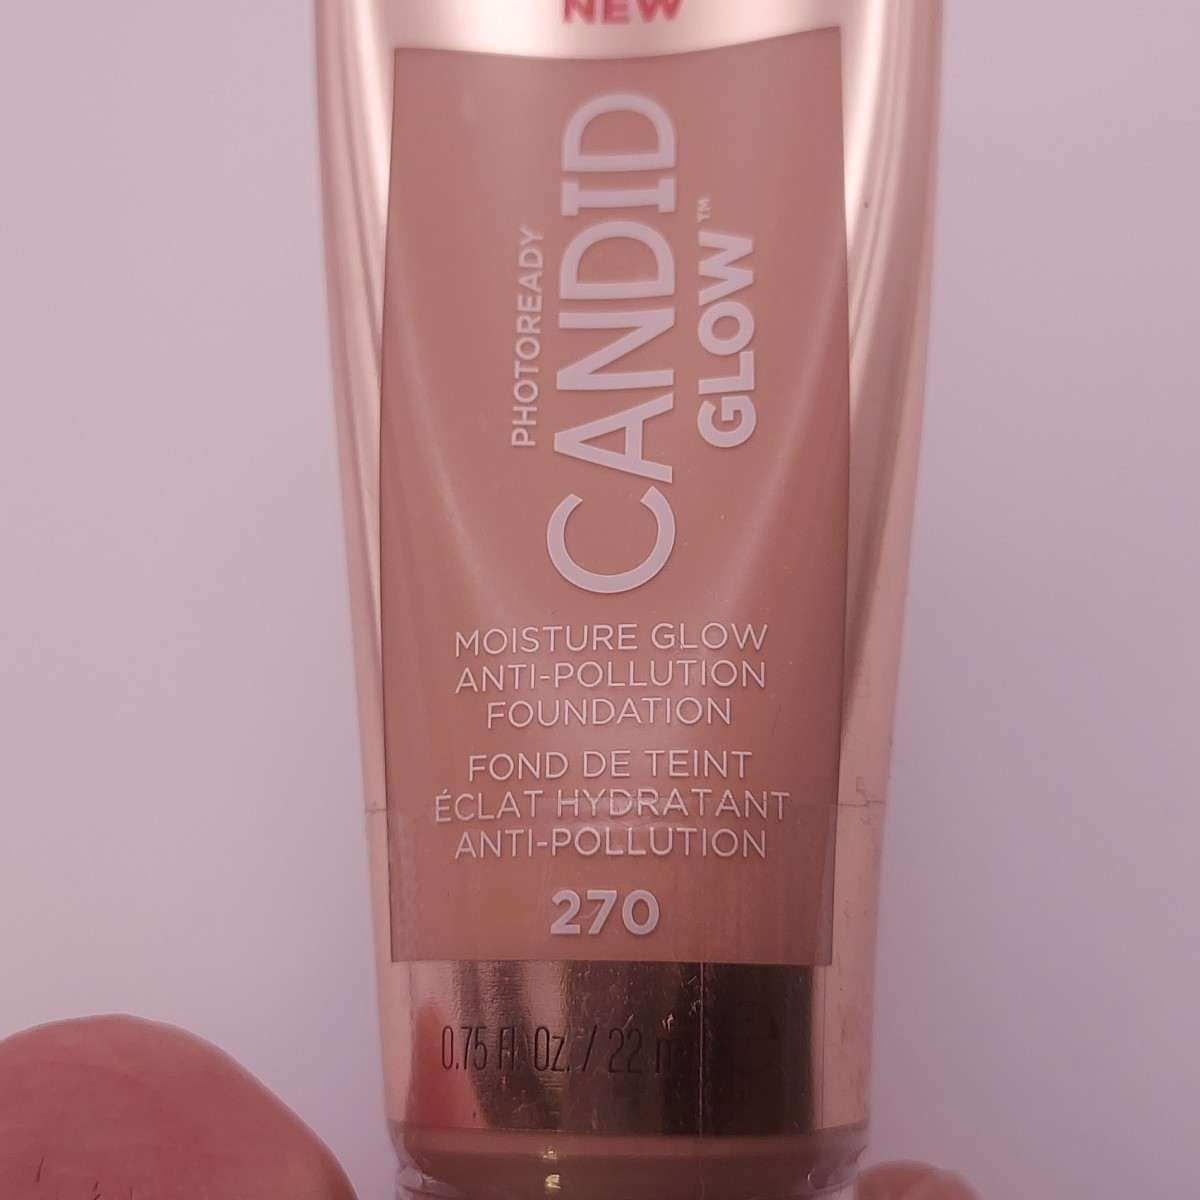 NEW
PHOTOREADY
CANDID
GLOW™
MOISTURE GLOW
ANTI-POLLUTION
FOUNDATION
FOND DE TEINT
ÉCLAT HYDRATANT
ANTI-POLLUTION
270
0.75 Fl. Oz. / 22